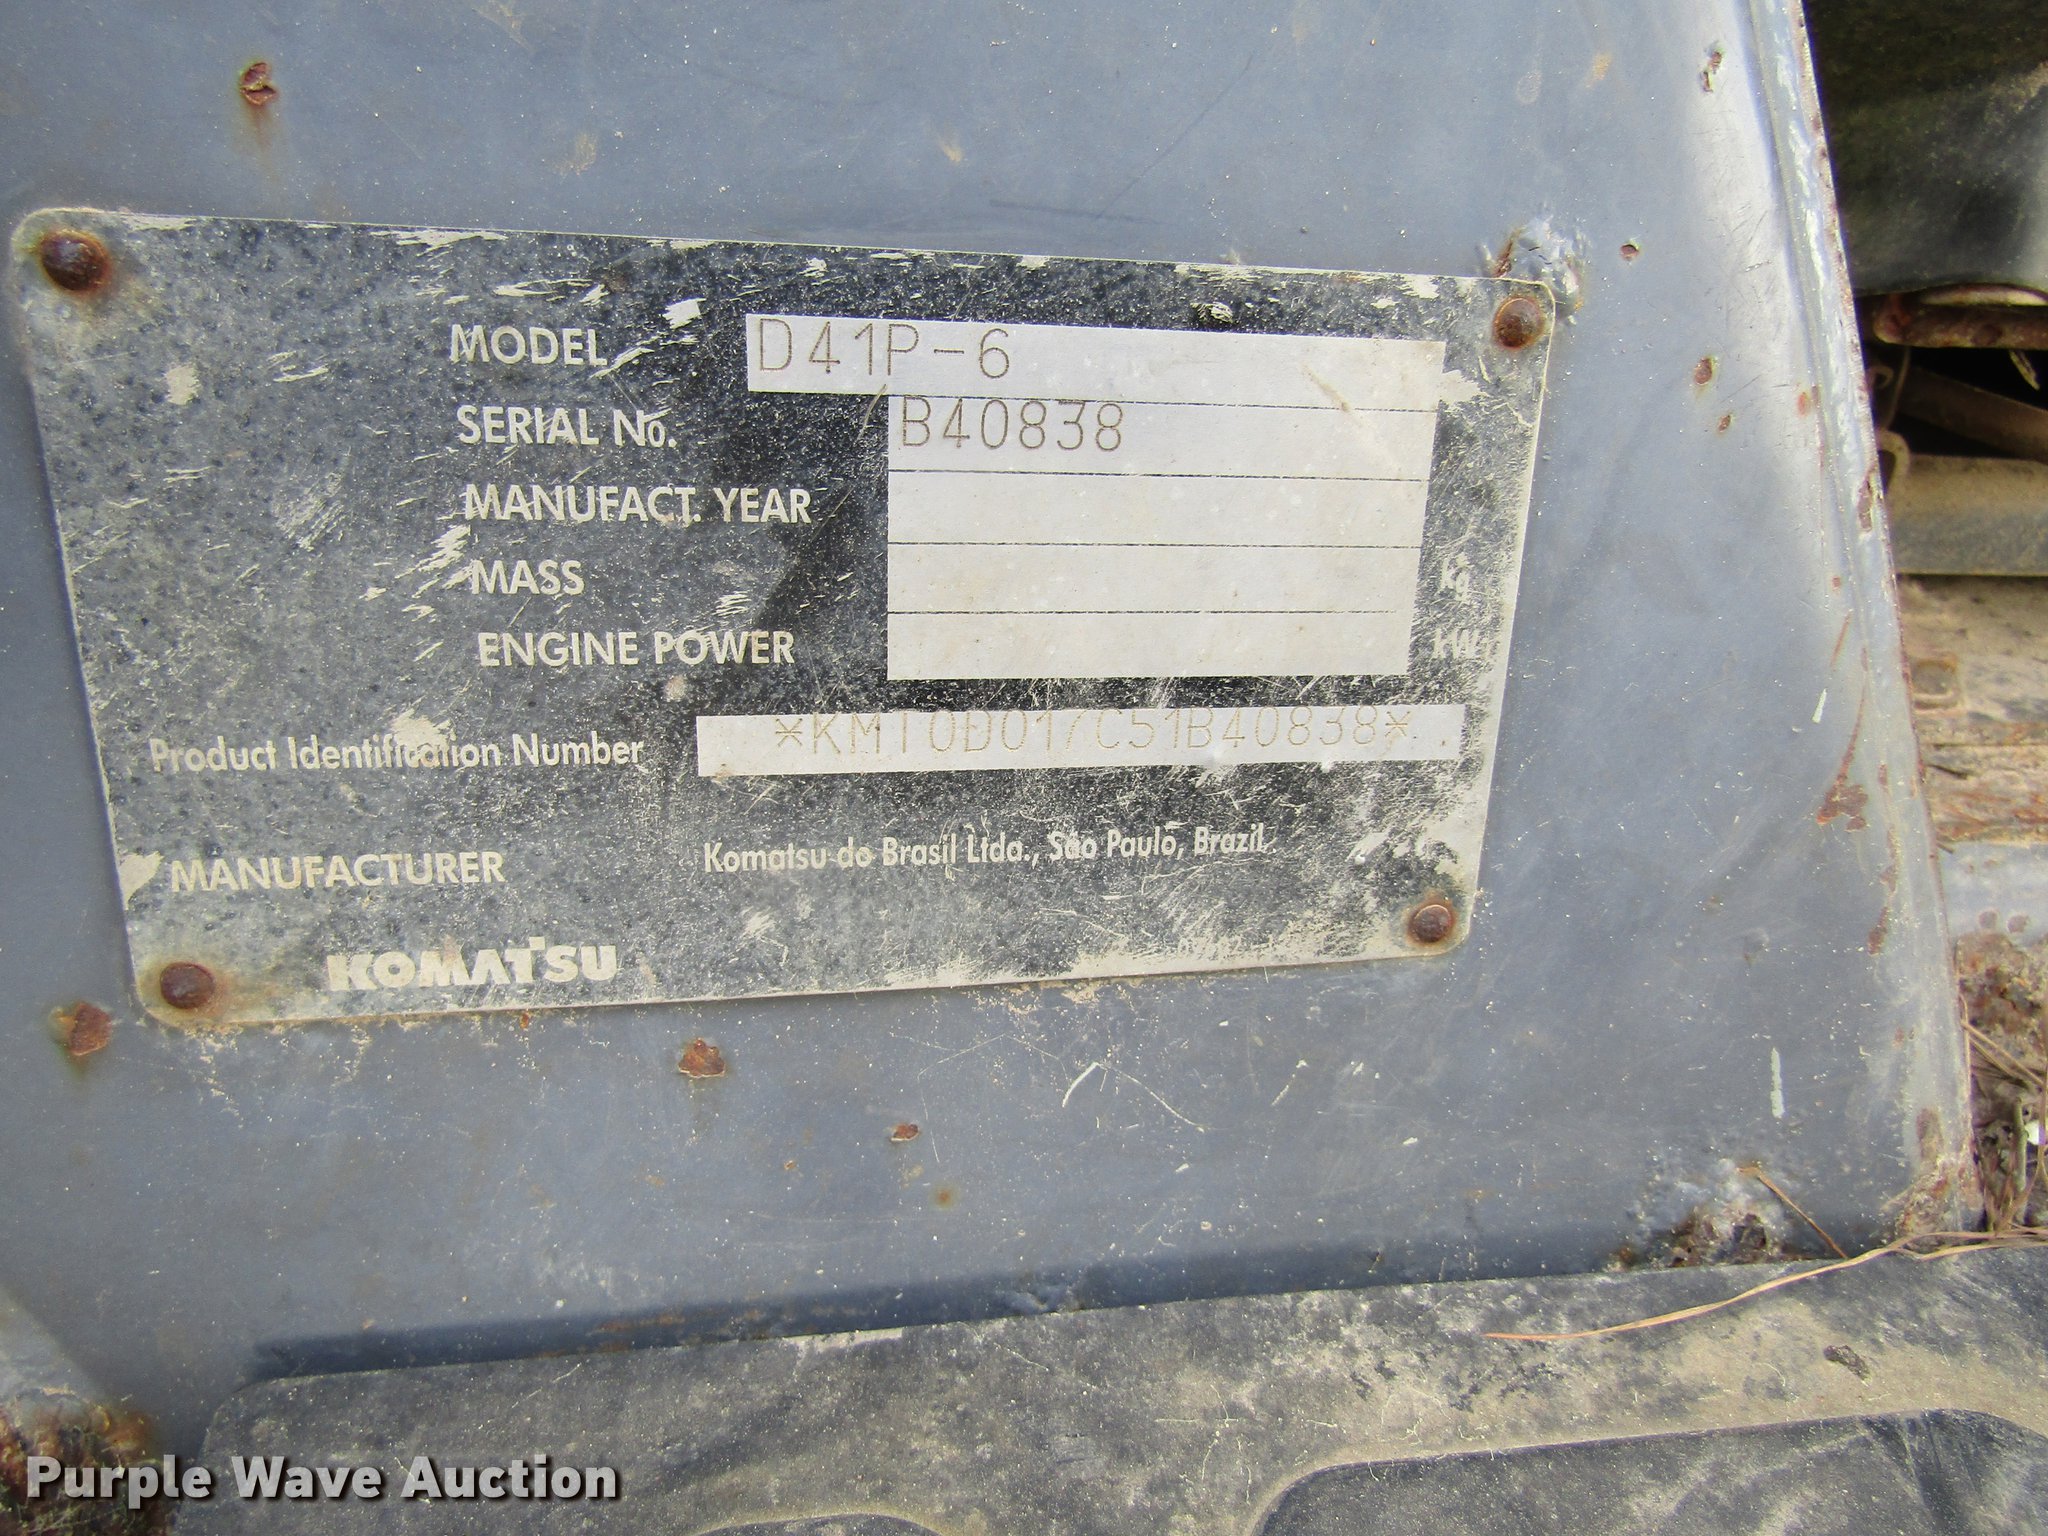 MODEL D41P-6
SERIAL No. B40838
MANUFACT. YEAR
MASS kg
ENGINE POWER kW
Product Identification Number *KMT0D017C51B40838*
MANUFACTURER Komatsu do Brasil Ltda., São Paulo, Brazil
KOMATSU
Purple Wave Auction